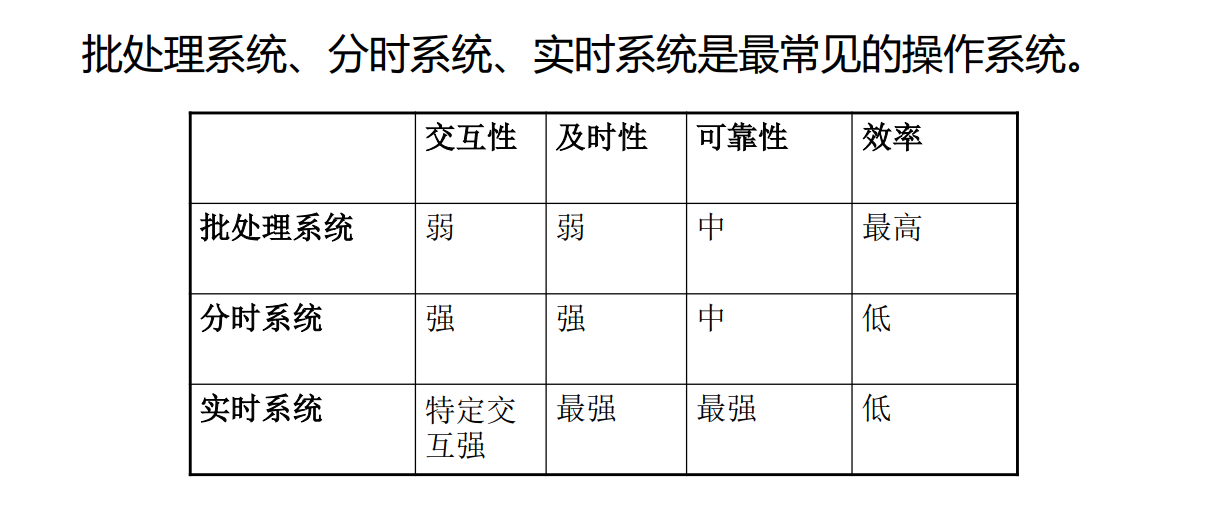 批处理系统、分时系统、实时系统是最常见的操作系统。
交互性 及时性 可靠性 效率
批处理系统 弱 弱 中 最高
分时系统 强 强 中 低
实时系统 特定交互强 最强 最强 低